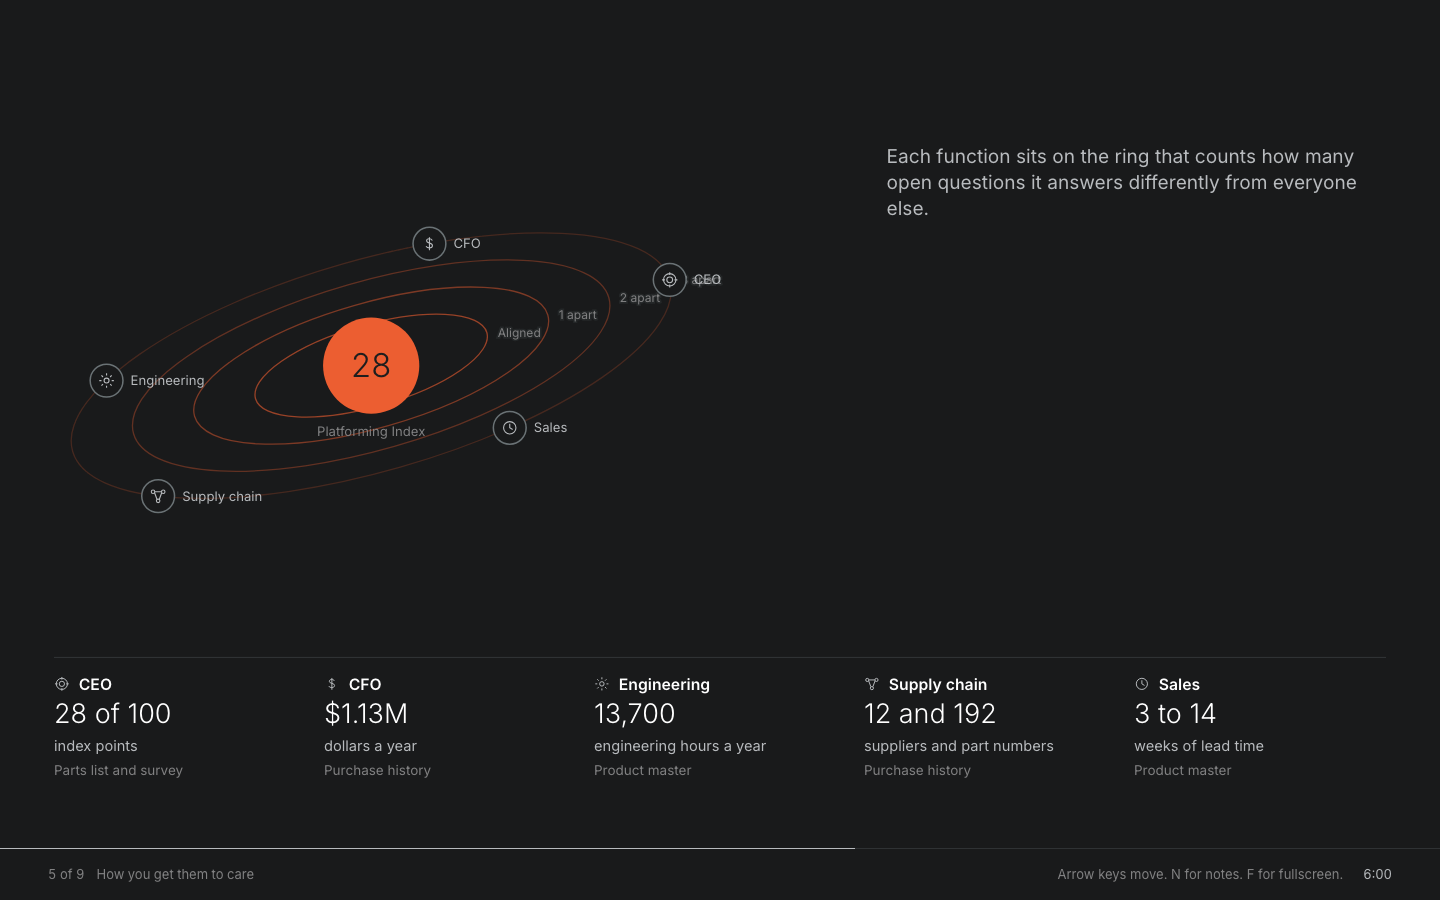 Each function sits on the ring that counts how many
open questions it answers differently from everyone
else.
$ CFO
CEO
2 apart
1 apart
Aligned
28
Engineering
Platforming Index
Sales
Supply chain
CEO
28 of 100
index points
Parts list and survey
$ CFO
$1.13M
dollars a year
Purchase history
Engineering
13,700
engineering hours a year
Product master
Supply chain
12 and 192
suppliers and part numbers
Purchase history
Sales
3 to 14
weeks of lead time
Product master
5 of 9 How you get them to care
Arrow keys move. N for notes. F for fullscreen. 6:00